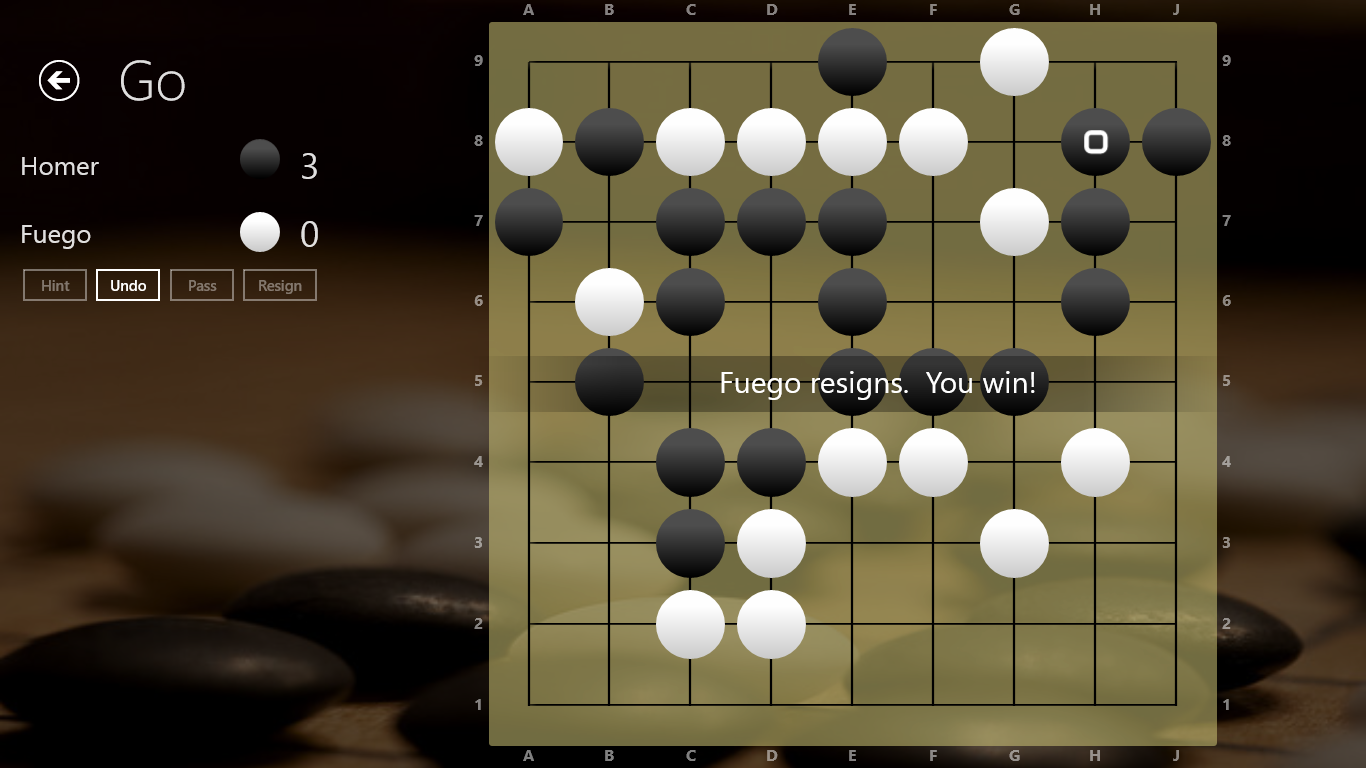 A B C D E F G H J
Go
Homer 3
Fuego 0
Hint Undo Pass Resign
9 9
8 8
7 7
6 6
5 Fuego resigns. You win! 5
4 4
3 3
2 2
1 1
A B C D E F G H J